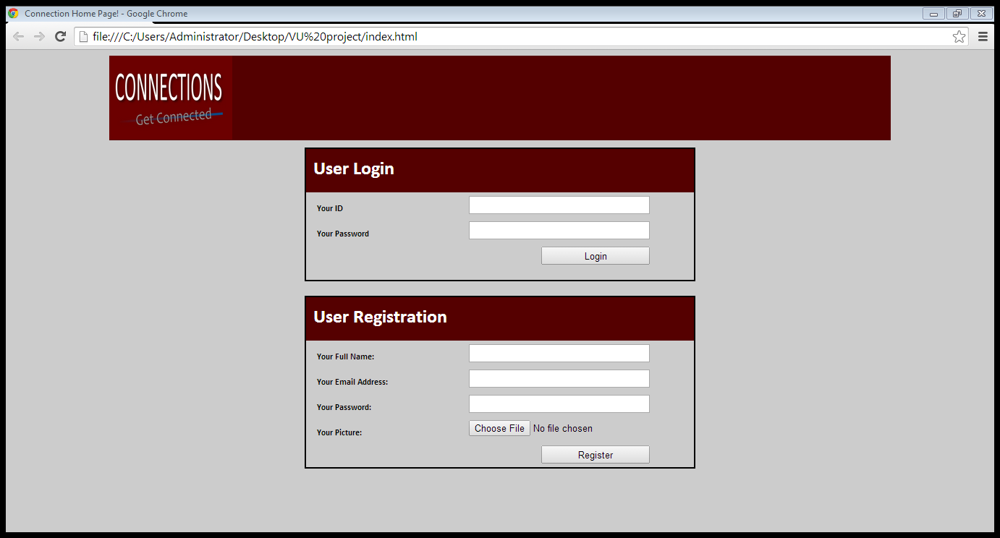 Connection Home Page! - Google Chrome
file:///C:/Users/Administrator/Desktop/VU%20project/index.html
CONNECTIONS
Get Connected
User Login
Your ID
Your Password
Login
User Registration
Your Full Name:
Your Email Address:
Your Password:
Your Picture: Choose File No file chosen
Register